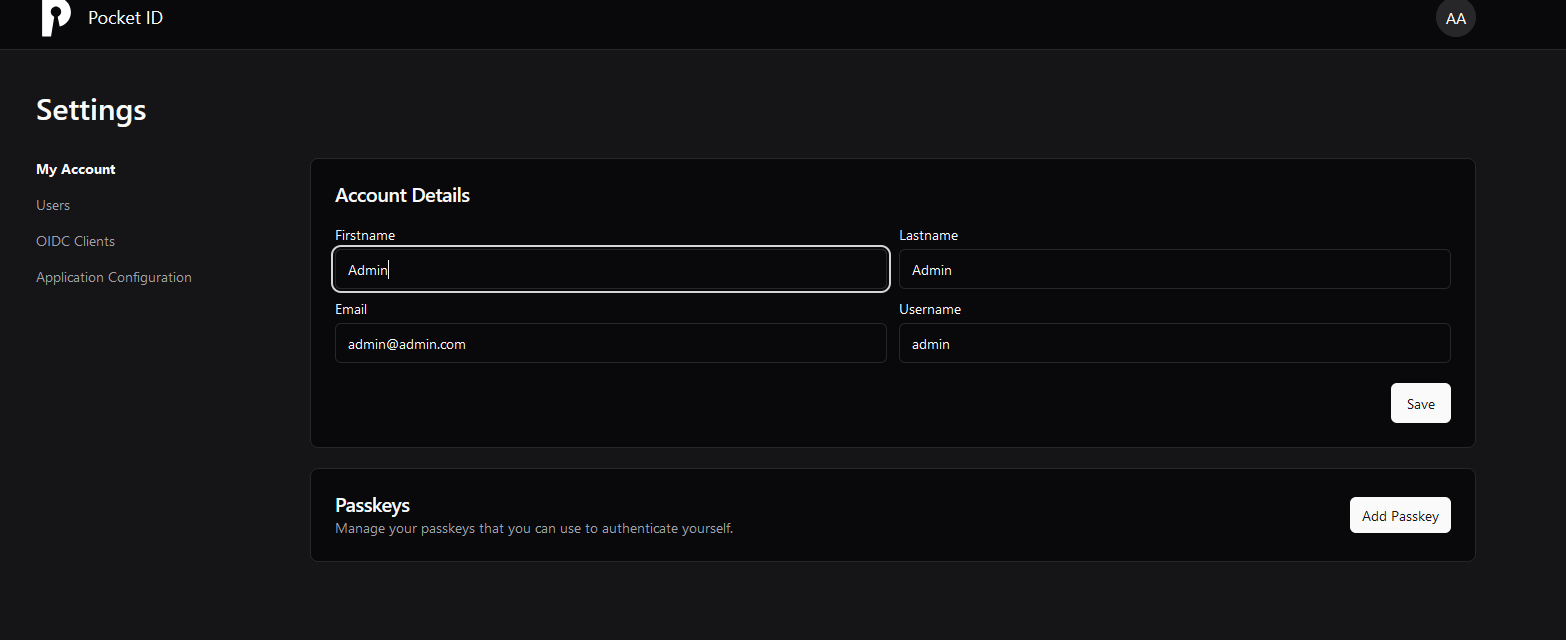 Pocket ID
AA
Settings
My Account
Users
OIDC Clients
Application Configuration
Account Details
Firstname
Lastname
Admin
Admin
Email
Username
admin@admin.com
admin
Save
Passkeys
Manage your passkeys that you can use to authenticate yourself.
Add Passkey